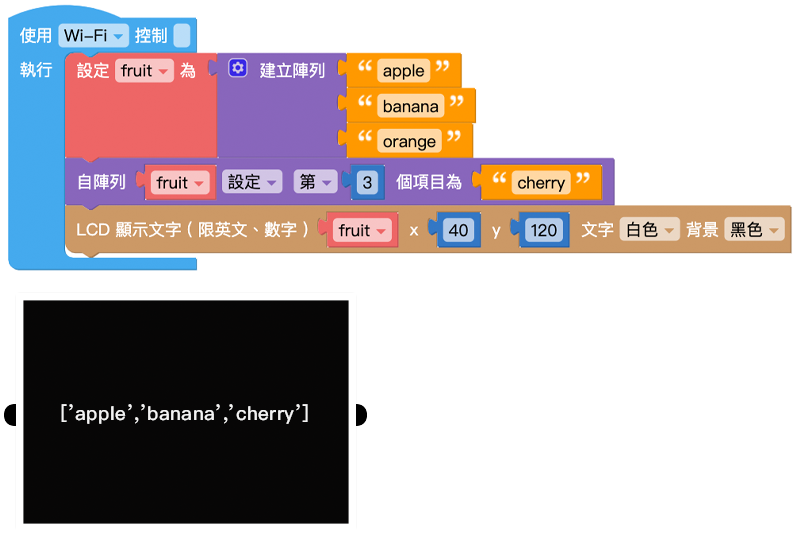 使用 Wi-Fi 控制
執行 設定 fruit 為 建立陣列 “ apple ”
“ banana ”
“ orange ”
自陣列 fruit 設定 第 3 個項目為 “ cherry ”
LCD 顯示文字（限英文、數字） fruit x 40 y 120 文字 白色 背景 黑色
['apple','banana','cherry']